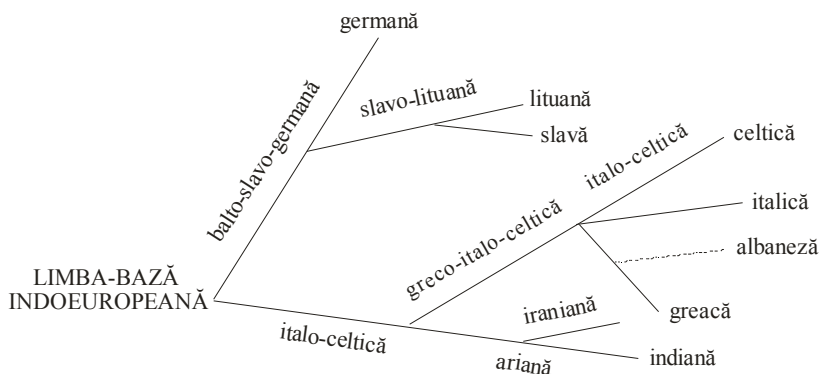 germană
balto-slavo-germană
slavo-lituană
lituană
slavă
italo-celtică
celtică
greco-italo-celtică
italică
albaneză
LIMBA-BAZĂ
INDOEUROPEANĂ
iraniană
greacă
italo-celtică
ariană
indiană